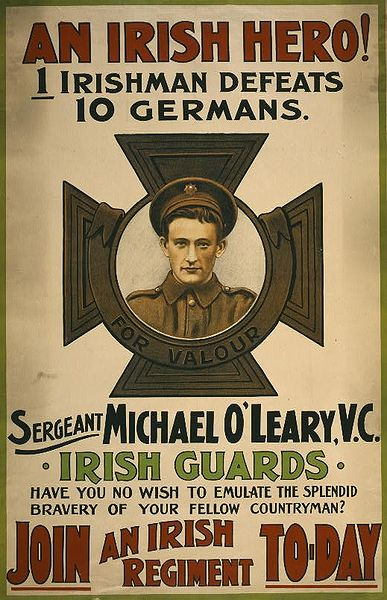 AN IRISH HERO!
1 IRISHMAN DEFEATS
10 GERMANS.
FOR VALOUR
SERGEANT MICHAEL O'LEARY, V.C.
· IRISH GUARDS ·
HAVE YOU NO WISH TO EMULATE THE SPLENDID
BRAVERY OF YOUR FELLOW COUNTRYMAN?
JOIN AN IRISH REGIMENT TO-DAY